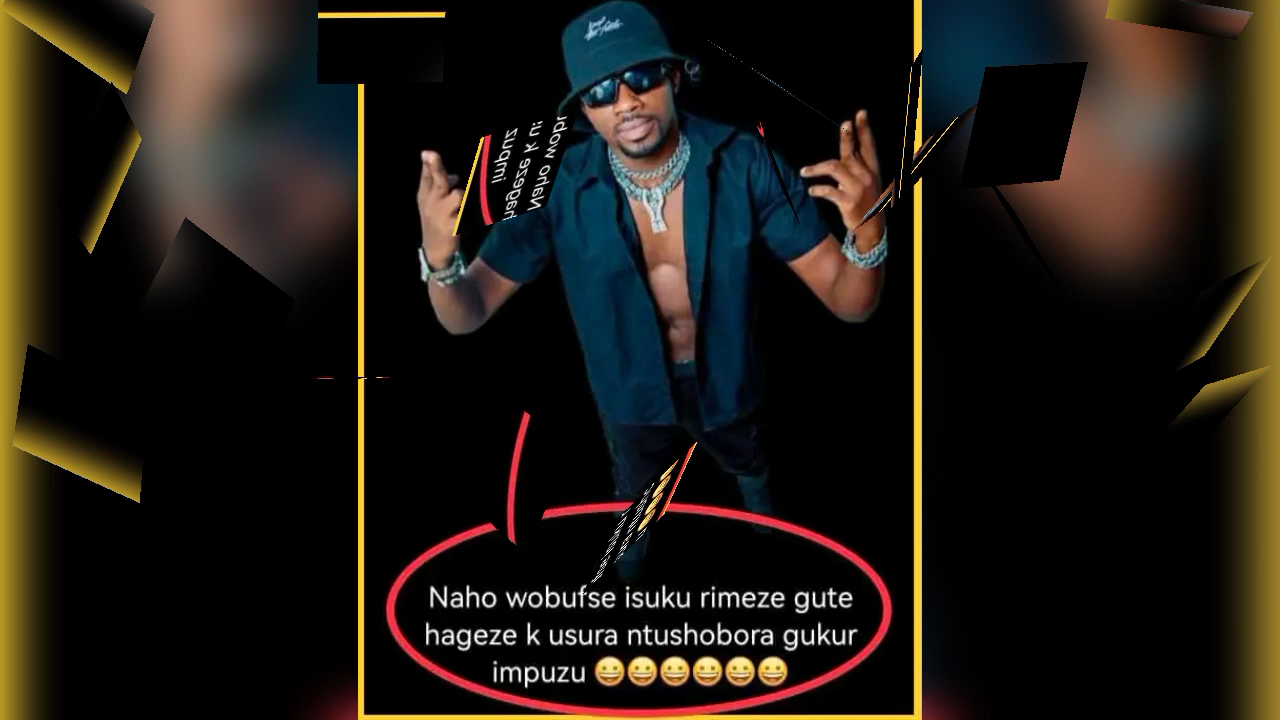 Naho wobufse isuku rimeze gute
hageze k usura ntushobora gukur
impuzu 😀😀😀😀😀😀